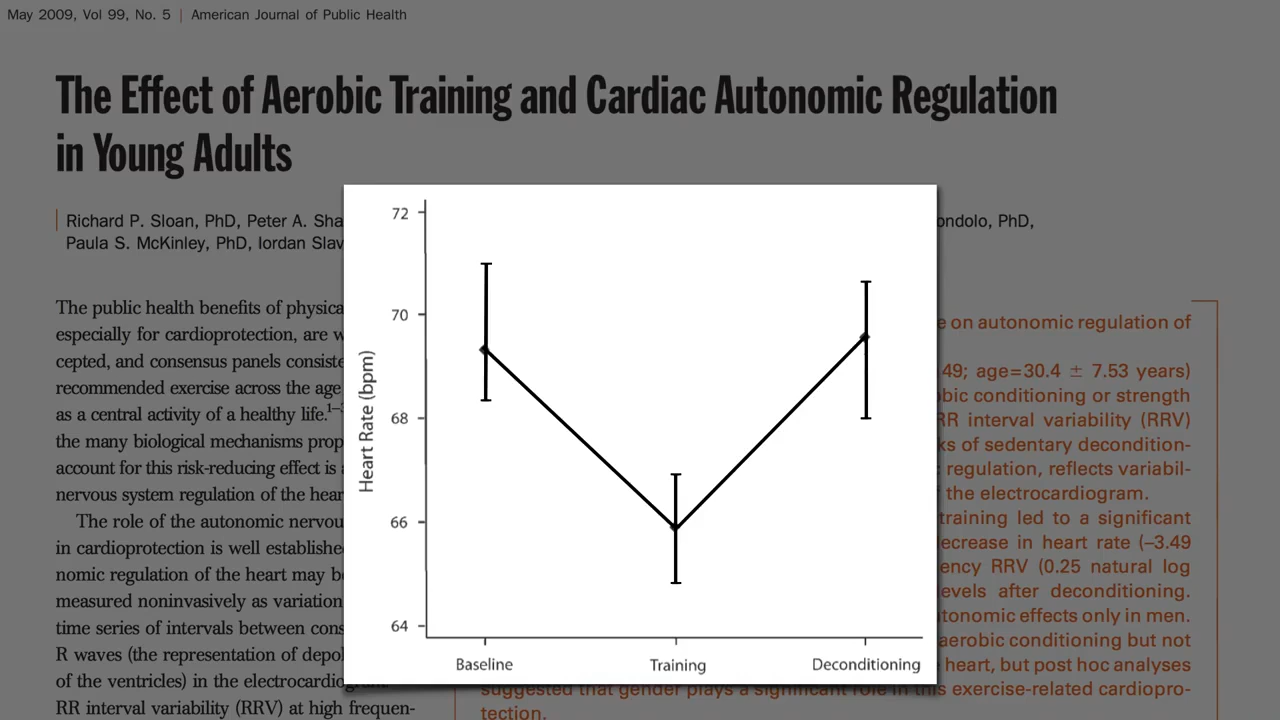 May 2009, Vol 99, No. 5 | American Journal of Public Health
The Effect of Aerobic Training and Cardiac Autonomic Regulation
in Young Adults
Richard P. Sloan, PhD, Peter A. Sha
ondolo, PhD,
Paula S. McKinley, PhD, Iordan Slav
The public health benefits of physica
especially for cardioprotection, are w
cepted, and consensus panels consiste
recommended exercise across the age
as a central activity of a healthy life.1–3
the many biological mechanisms prop
account for this risk-reducing effect is a
nervous system regulation of the hear
The role of the autonomic nervou
in cardioprotection is well establishe
nomic regulation of the heart may be
measured noninvasively as variation
time series of intervals between cons
R waves (the representation of depol
of the ventricles) in the electrocardiogram.
RR interval variability (RRV) at high frequen-
72
70
68
66
64
Heart Rate (bpm)
Baseline
Training
Deconditioning
e on autonomic regulation of
49; age=30.4 ± 7.53 years)
obic conditioning or strength
RR interval variability (RRV)
ks of sedentary decondition-
regulation, reflects variabil-
f the electrocardiogram.
training led to a significant
decrease in heart rate (–3.49
ency RRV (0.25 natural log
levels after deconditioning.
utonomic effects only in men.
aerobic conditioning but not
e heart, but post hoc analyses
suggested that gender plays a significant role in this exercise-related cardiopro-
tection.